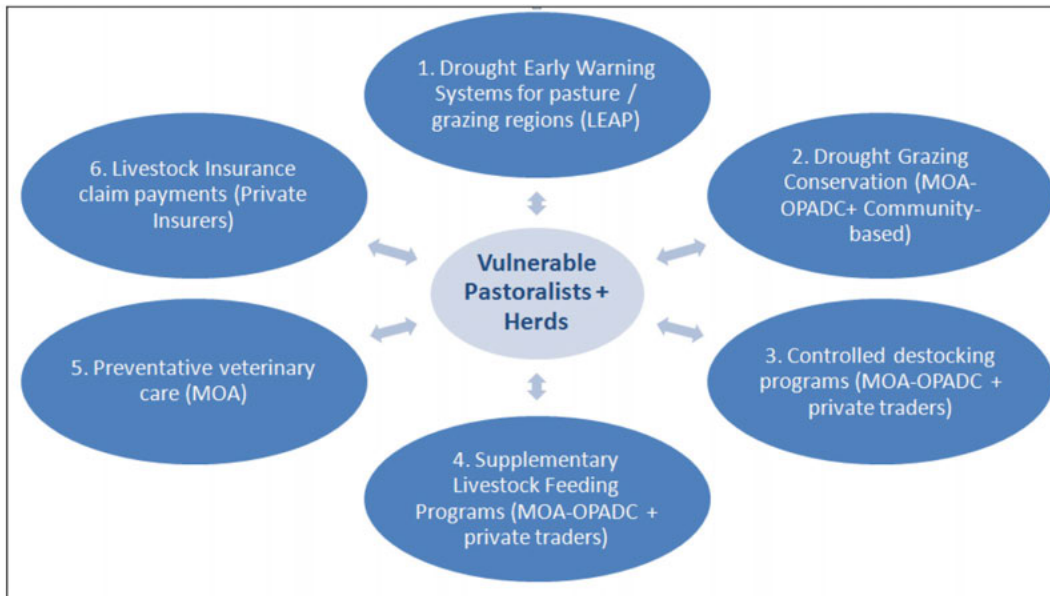 1. Drought Early Warning
Systems for pasture /
grazing regions (LEAP)
2. Drought Grazing
Conservation (MOA-
OPADC+ Community-
based)
3. Controlled destocking
programs (MOA-OPADC +
private traders)
4. Supplementary
Livestock Feeding
Programs (MOA-OPADC +
private traders)
5. Preventative veterinary
care (MOA)
6. Livestock Insurance
claim payments (Private
Insurers)
Vulnerable
Pastoralists +
Herds